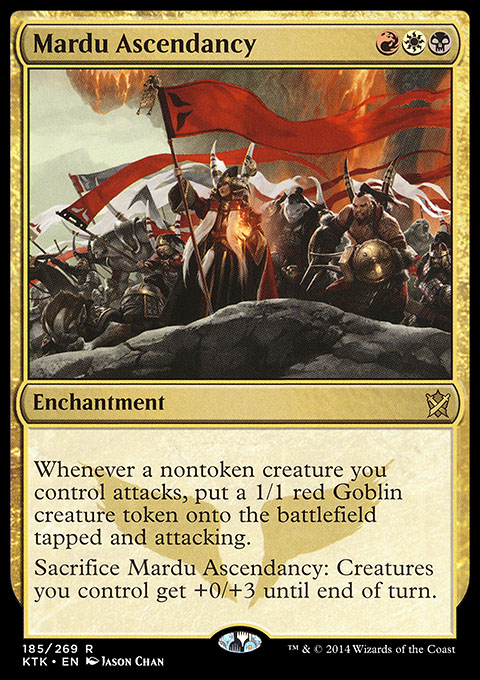 Mardu Ascendancy
Enchantment
Whenever a nontoken creature you
control attacks, put a 1/1 red Goblin
creature token onto the battlefield
tapped and attacking.
Sacrifice Mardu Ascendancy: Creatures
you control get +0/+3 until end of turn.
185/269 R
KTK • EN Jason Chan
™ & © 2014 Wizards of the Coast